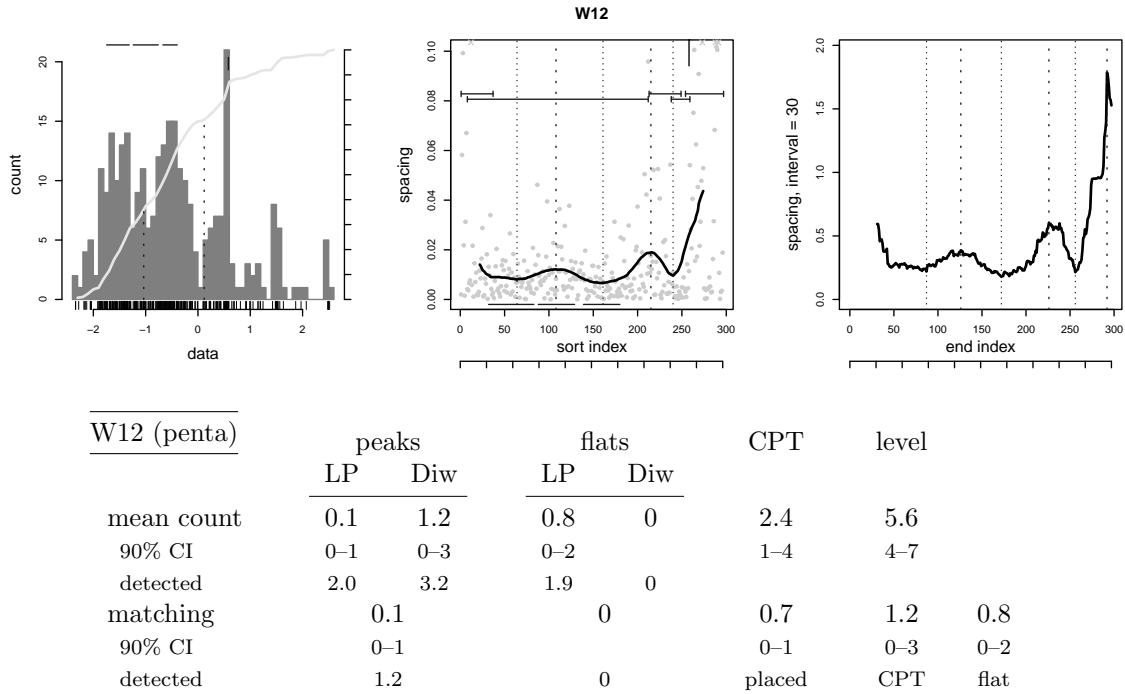 W12
count
20
15
10
5
0
−2 −1 0 1 2
data
spacing
0.10
0.08
0.06
0.04
0.02
0.00
0 50 100 150 200 250 300
sort index
spacing, interval = 30
2.0
1.5
1.0
0.5
0.0
0 50 100 150 200 250 300
end index
W12 (penta)
peaks flats CPT level
LP Diw LP Diw
mean count 0.1 1.2 0.8 0 2.4 5.6
90% CI 0–1 0–3 0–2 1–4 4–7
detected 2.0 3.2 1.9 0
matching 0.1 0 0.7 1.2 0.8
90% CI 0–1 0–1 0–3 0–2
detected 1.2 0 placed CPT flat